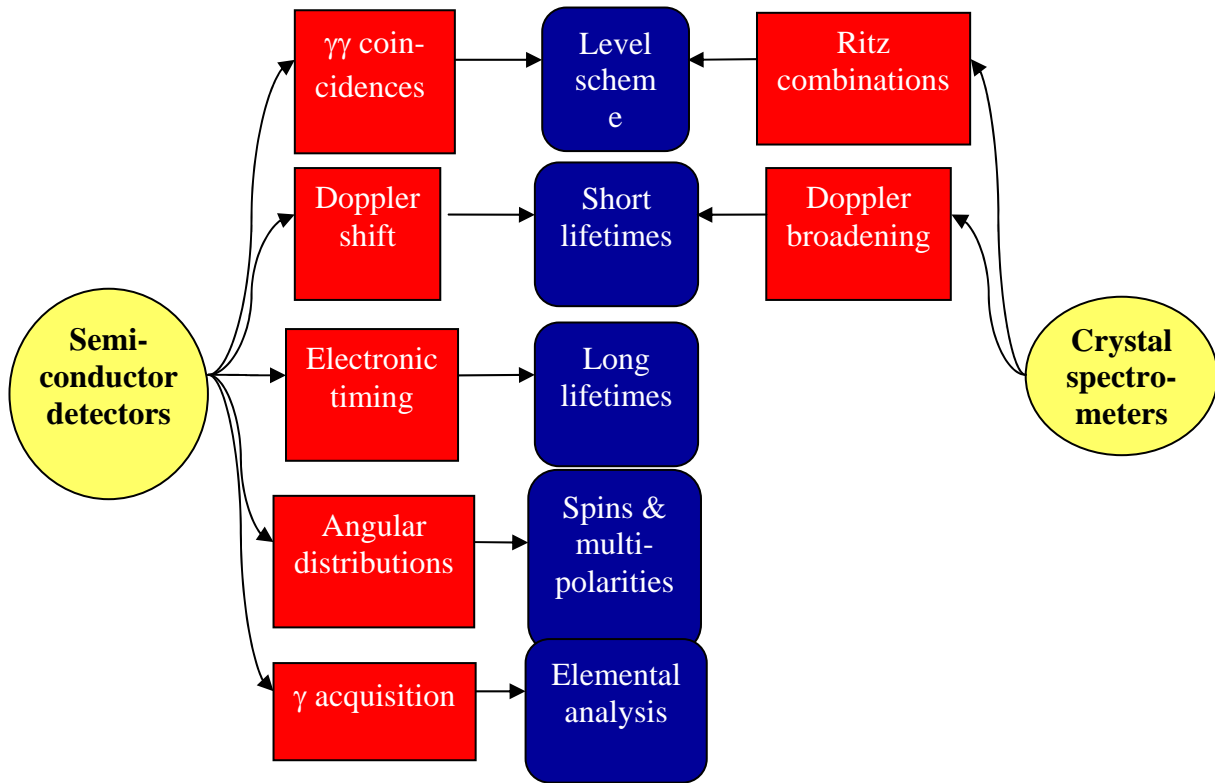 γγ coin-
cidences
Level
schem
e
Ritz
combinations
Doppler
shift
Short
lifetimes
Doppler
broadening
Semi-
conductor
detectors
Electronic
timing
Long
lifetimes
Crystal
spectro-
meters
Angular
distributions
Spins &
multi-
polarities
γ acquisition
Elemental
analysis